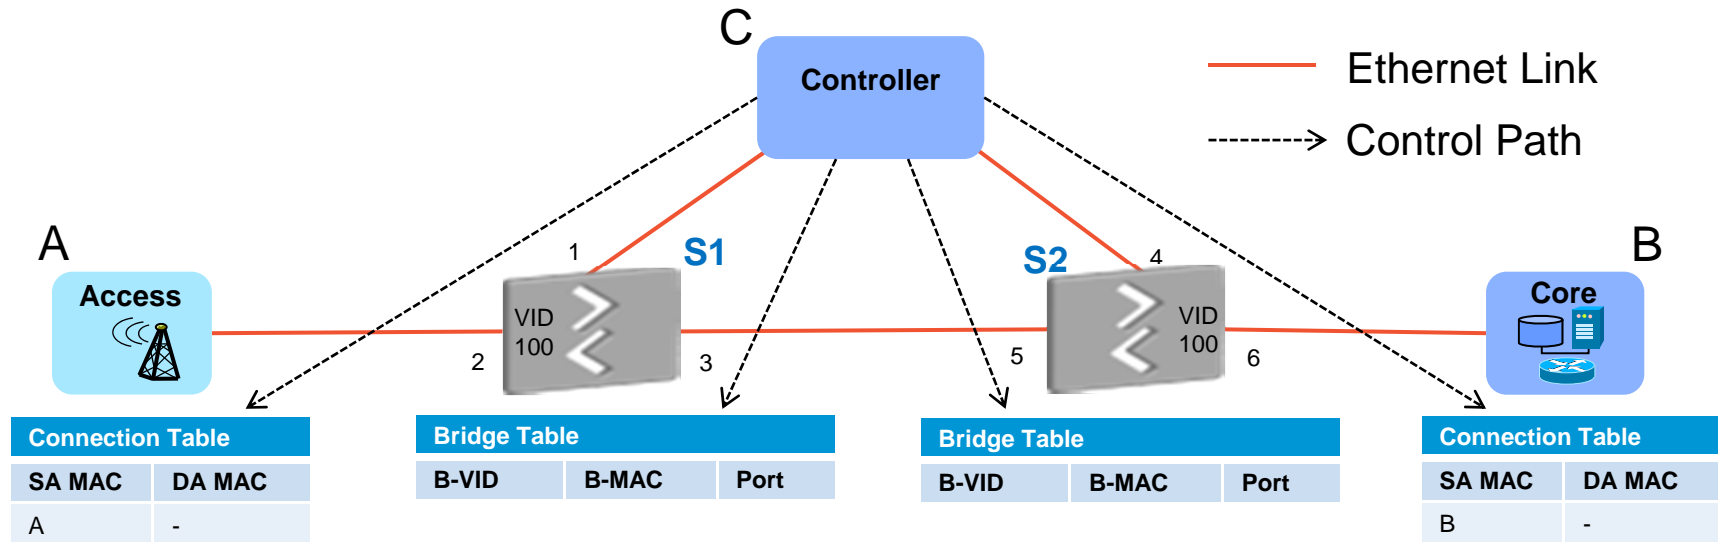 C
Controller
Ethernet Link
Control Path
A
Access
1
S1
VID
100
2
3
S2
4
VID
100
5
6
B
Core
Connection Table
SA MAC DA MAC
A -
Bridge Table
B-VID B-MAC Port
Bridge Table
B-VID B-MAC Port
Connection Table
SA MAC DA MAC
B -